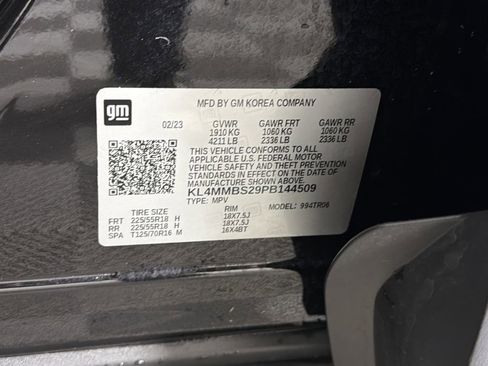 gm
MFD BY GM KOREA COMPANY
02/23 GVWR GAWR FRT GAWR RR
1910 KG 1060 KG 1060 KG
4211 LB 2336 LB 2336 LB
THIS VEHICLE CONFORMS TO ALL
APPLICABLE U.S. FEDERAL MOTOR
VEHICLE SAFETY, BUMPER, AND THEFT
PREVENTION STANDARDS IN EFFECT ON
THE DATE OF MANUFACTURE SHOWN ABOVE.
KL4MMBS29PB144509
TYPE: MPV MODEL: 994TR06
TIRE SIZE RIM
FRT 225/55R18 H 18X7.5J
RR 225/55R18 H 18X7.5J
SPA T125/70R16 M 16X4BT